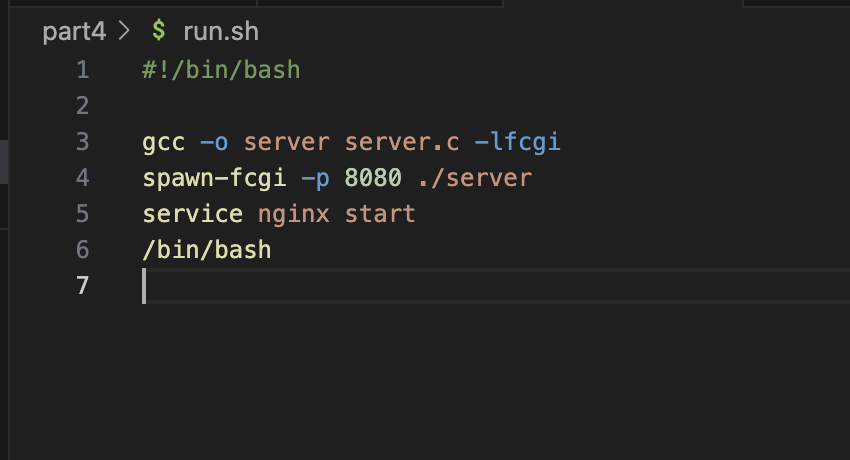 part4 > $ run.sh
1 #!/bin/bash
2
3 gcc -o server server.c -lfcgi
4 spawn-fcgi -p 8080 ./server
5 service nginx start
6 /bin/bash
7